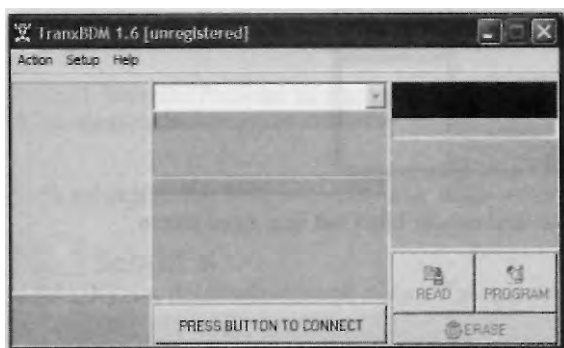 TranxBDM 1.6 [unregistered]
Action Setup Help
READ PROGRAM
PRESS BUTTON TO CONNECT
ERASE